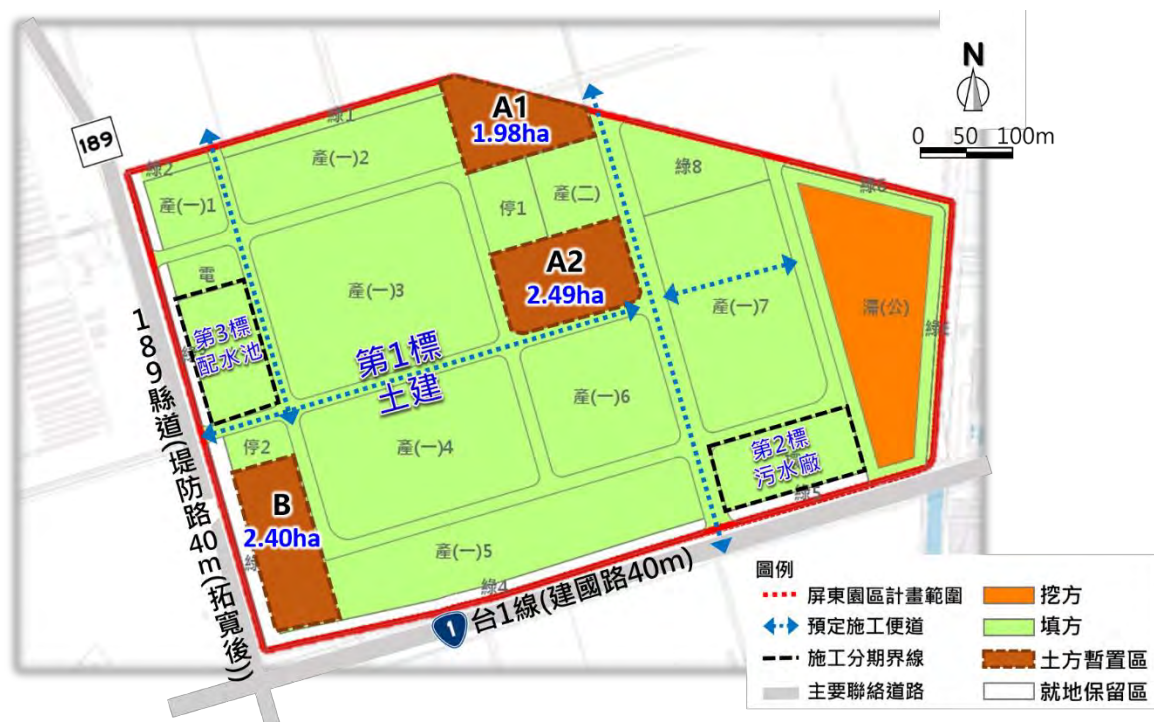 N
0 50 100m
189
A1
1.98ha
綠1
產(一)2
綠2
產(一)1
停1
產(二)
綠8
綠6
電
A2
2.49ha
產(一)3
產(一)7
滯(公)
第3標
配水池
第1標
土建
產(一)6
停2
產(一)4
第2標
污水廠
綠5
B
2.40ha
產(一)5
綠4
189縣道(堤防路40m(拓寬後))
1
台1線(建國路40m)
圖例
屏東園區計畫範圍
預定施工便道
施工分期界線
主要聯絡道路
挖方
填方
土方暫置區
就地保留區